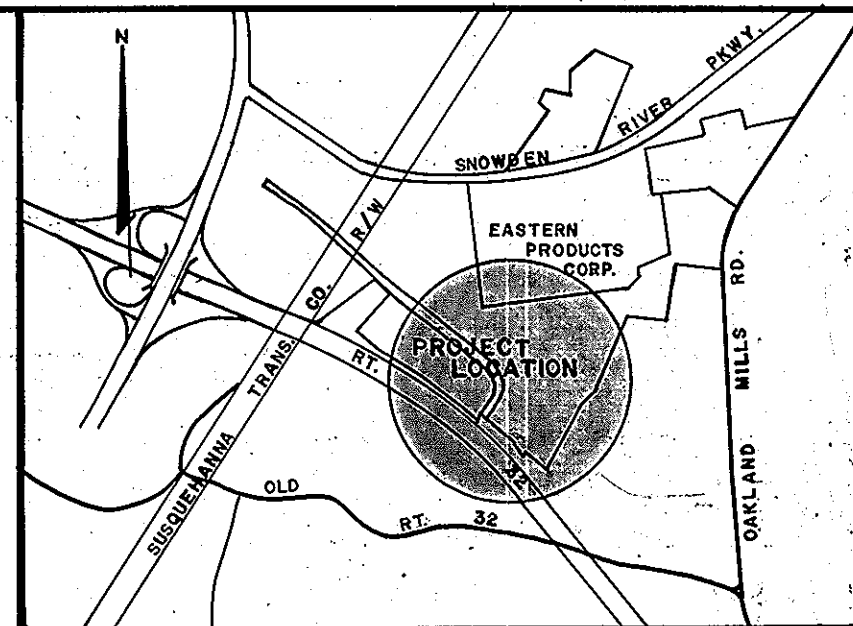 N
SNOWDEN RIVER PKWY.
EASTERN
PRODUCTS
CORP.
SUSQUEHANNA TRANS. CO. R/W
PROJECT
LOCATION
RT. 32
OAKLAND MILLS RD.
OLD RT. 32